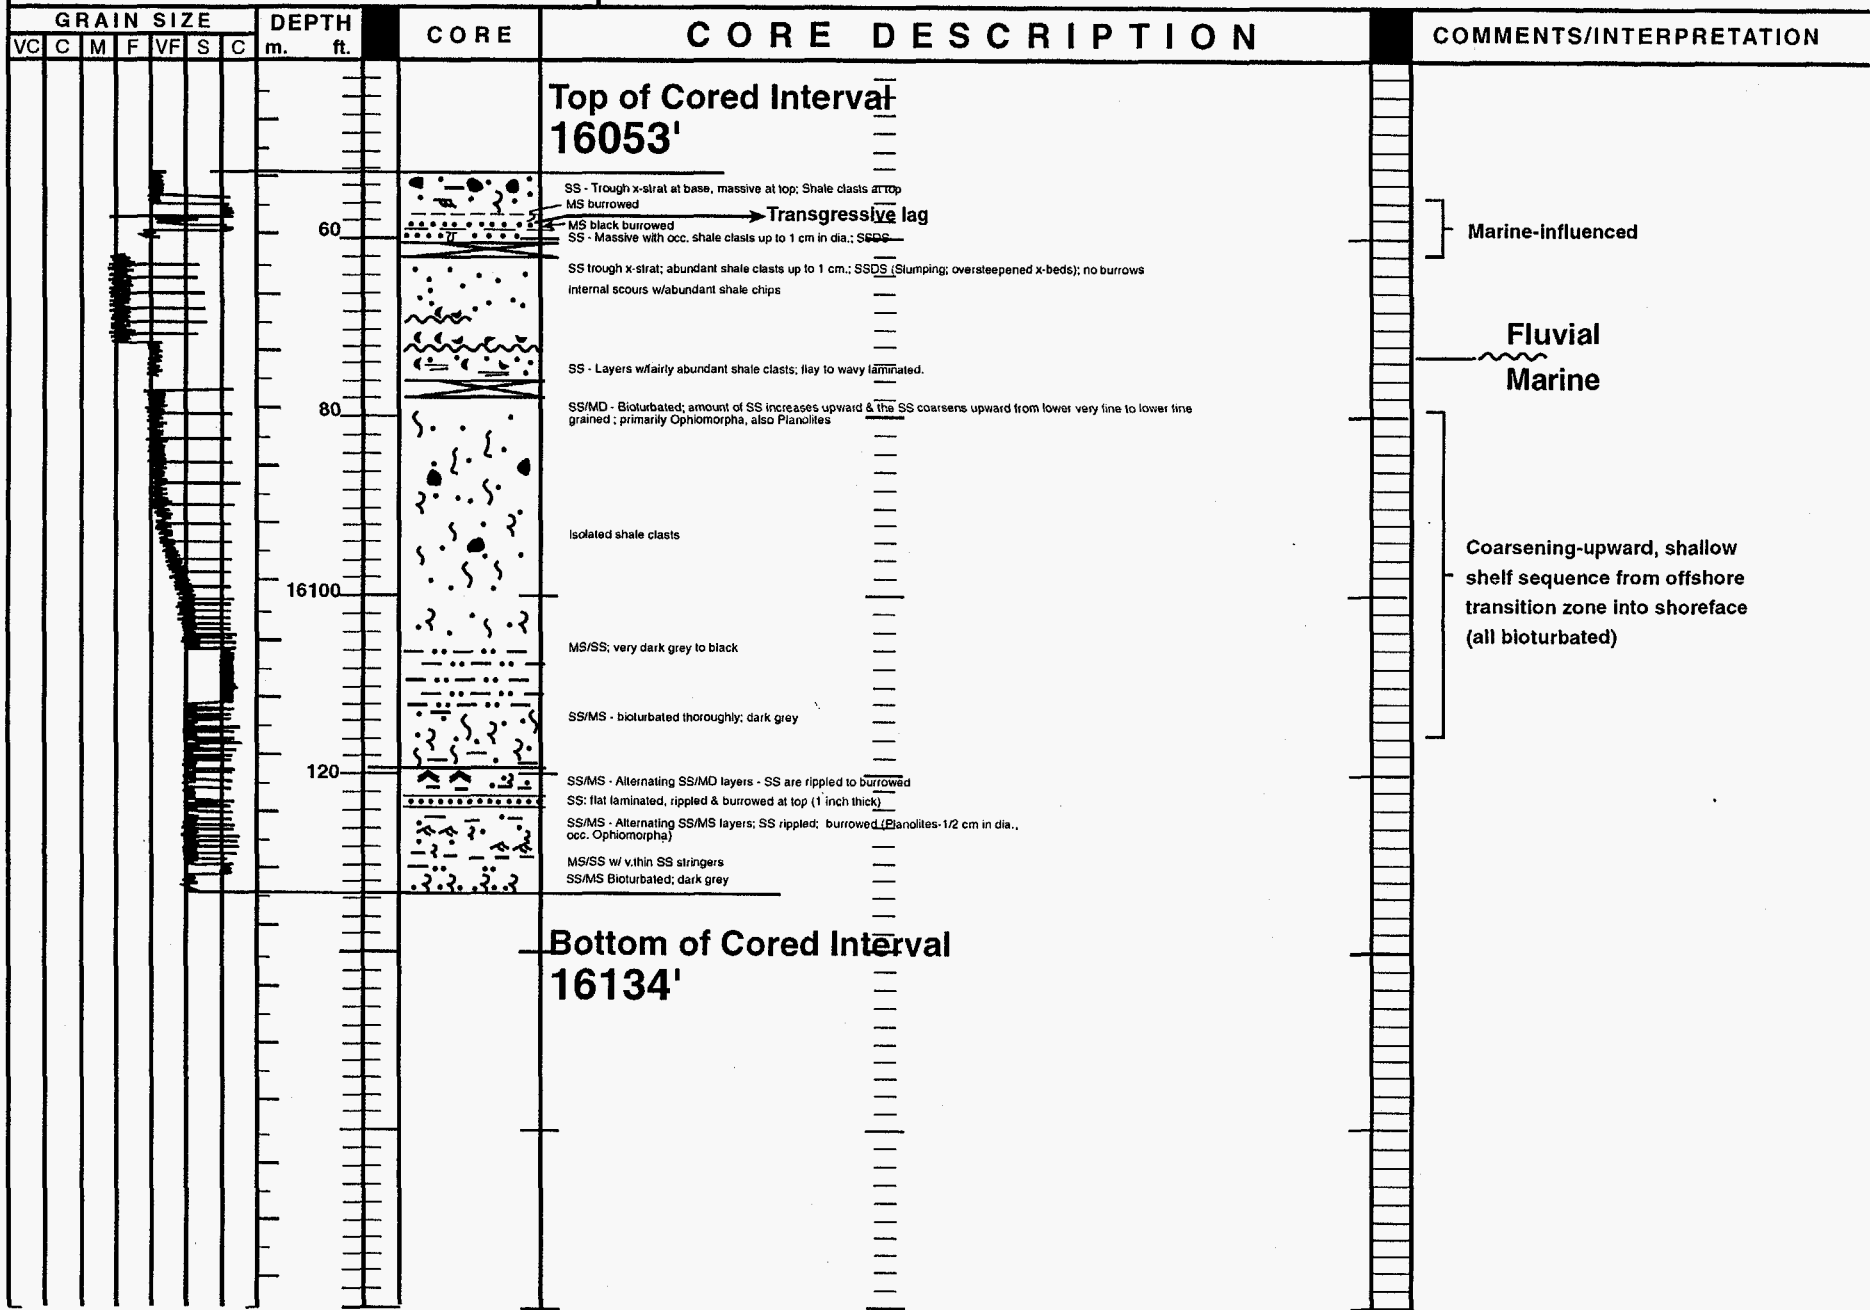 GRAIN SIZE
VC C M F VF S C
DEPTH
m. ft.
CORE
CORE DESCRIPTION
COMMENTS/INTERPRETATION
Top of Cored Interval
16053'
SS - Trough x-strat at base, massive at top; Shale clasts at top
MS burrowed
Transgressive lag
MS black burrowed
60
SS - Massive with occ. shale clasts up to 1 cm in dia.; SSDS
Marine-influenced
SS trough x-strat; abundant shale clasts up to 1 cm.; SSDS (Slumping; oversteepened x-beds); no burrows
Internal scours w/abundant shale chips
Fluvial
Marine
SS - Layers w/fairly abundant shale clasts; flay to wavy laminated.
80
SS/MD - Bioturbated; amount of SS increases upward & the SS coarsens upward from lower very fine to lower fine
grained ; primarily Ophiomorpha, also Planolites
Isolated shale clasts
Coarsening-upward, shallow
shelf sequence from offshore
transition zone into shoreface
(all bioturbated)
16100
MS/SS; very dark grey to black
SS/MS - bioturbated thoroughly; dark grey
120
SS/MS - Alternating SS/MD layers - SS are rippled to burrowed
SS: flat laminated, rippled & burrowed at top (1 inch thick)
SS/MS - Alternating SS/MS layers; SS rippled; burrowed (Planolites-1/2 cm in dia.,
occ. Ophiomorpha)
MS/SS w/ v.thin SS stringers
SS/MS Bioturbated; dark grey
Bottom of Cored Interval
16134'